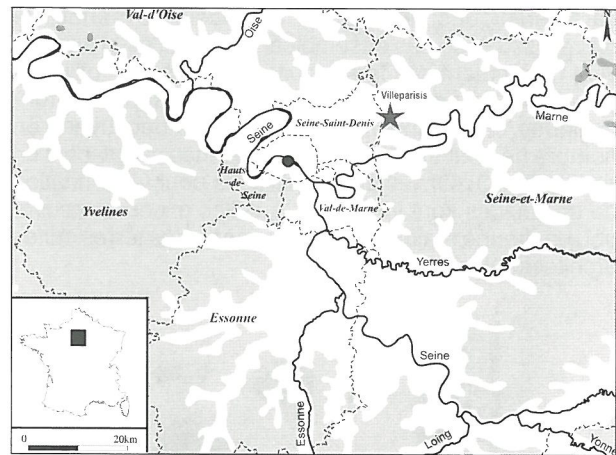 Val-d'Oise
Oise
N
Villeparisis
Seine-Saint-Denis
Seine
Marne
Hauts-
de-
Seine
Val-de-Marne
Yvelines
Seine-et-Marne
Yerres
Essonne
Seine
Essonne
Loing
Yonne
0 20km